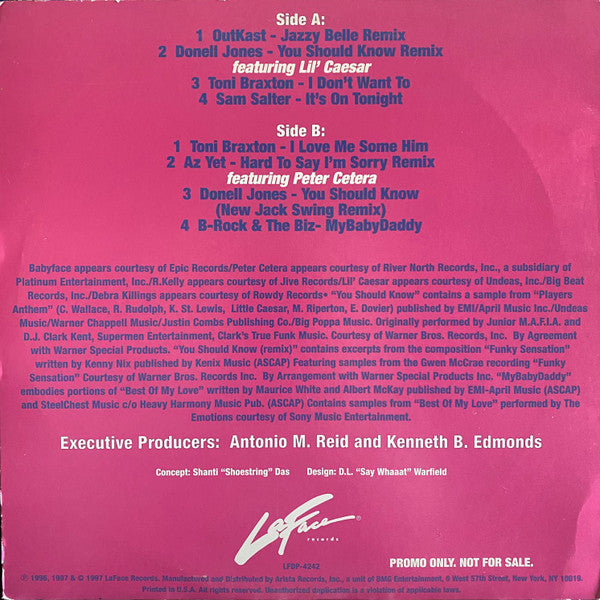 Side A:
1 OutKast - Jazzy Belle Remix
2 Donell Jones - You Should Know Remix
featuring Lil' Caesar
3 Toni Braxton - I Don't Want To
4 Sam Salter - It's On Tonight
Side B:
1 Toni Braxton - I Love Me Some Him
2 Az Yet - Hard To Say I'm Sorry Remix
featuring Peter Cetera
3 Donell Jones - You Should Know
(New Jack Swing Remix)
4 B-Rock & The Biz- MyBabyDaddy
Babyface appears courtesy of Epic Records/Peter Cetera appears courtesy of River North Records, Inc., a subsidiary of
Platinum Entertainment, Inc./R.Kelly appears courtesy of Jive Records/Lil' Caesar appears courtesy of Undeas, Inc./Big Beat
Records, Inc./Debra Killings appears courtesy of Rowdy Records• "You Should Know" contains a sample from "Players
Anthem" (C. Wallace, R. Rudolph, K. St. Lewis, Little Caesar, M. Riperton, E. Dovier) published by EMI/April Music Inc./Undeas
Music/Warner Chappell Music/Justin Combs Publishing Co./Big Poppa Music. Originally performed by Junior M.A.F.I.A. and
D.J. Clark Kent, Supermen Entertainment, Clark's True Funk Music. Courtesy of Warner Bros. Records, Inc. By Agreement
with Warner Special Products. "You Should Know (remix)" contains excerpts from the composition "Funky Sensation"
written by Kenny Nix published by Kenix Music (ASCAP) Featuring samples from the Gwen McCrae recording "Funky
Sensation" Courtesy of Warner Bros. Records Inc. By Arrangement with Warner Special Products Inc. "MyBabyDaddy"
embodies portions of "Best Of My Love" written by Maurice White and Albert McKay published by EMI-April Music (ASCAP)
and SteelChest Music c/o Heavy Harmony Music Pub. (ASCAP) Contains samples from "Best Of My Love" performed by The
Emotions courtesy of Sony Music Entertainment.
Executive Producers: Antonio M. Reid and Kenneth B. Edmonds
Concept: Shanti "Shoestring" Das Design: D.L. "Say Whaaat" Warfield
LaFace ®
records
LFDP-4242
PROMO ONLY. NOT FOR SALE.
℗ 1996, 1997 & © 1997 LaFace Records. Manufactured and Distributed by Arista Records, Inc., a unit of BMG Entertainment, 6 West 57th Street, New York, NY 10019.
Printed in U.S.A. All rights reserved. Unauthorized duplication is a violation of applicable laws.